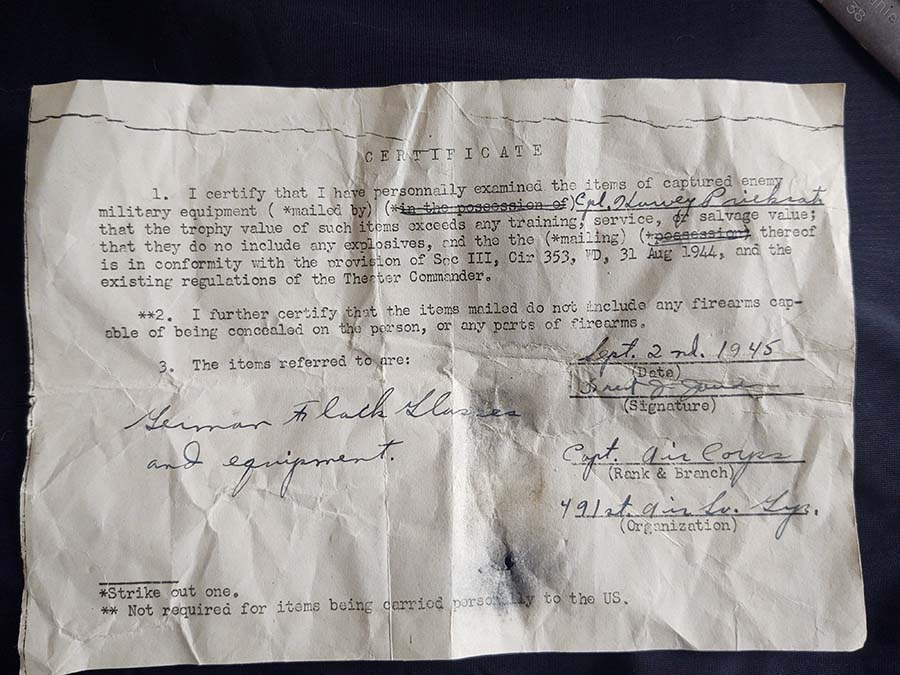 38
CERTIFICATE
1. I certify that I have personnally examined the items of captured enemy
military equipment ( *mailed by) (*in the possession of) Cpl.
that the trophy value of such items exceeds any training, service, or salvage value;
that they do no include any explosives, and the the (*mailing) (*possession) thereof
is in conformity with the provision of Sec III, Cir 353, WD, 31 Aug 1944, and the
existing regulations of the Theater Commander.
**2. I further certify that the items mailed do not include any firearms cap-
able of being concealed on the person, or any parts of firearms.
Sept. 2nd. 1945
3. The items referred to are:
(Date)
(Signature)
German Flack Glasses
and equipment.
Capt. Air Corps
(Rank & Branch)
491st. Air Sv. Gp.
(Organization)
*Strike out one.
** Not required for items being carried personally to the US.